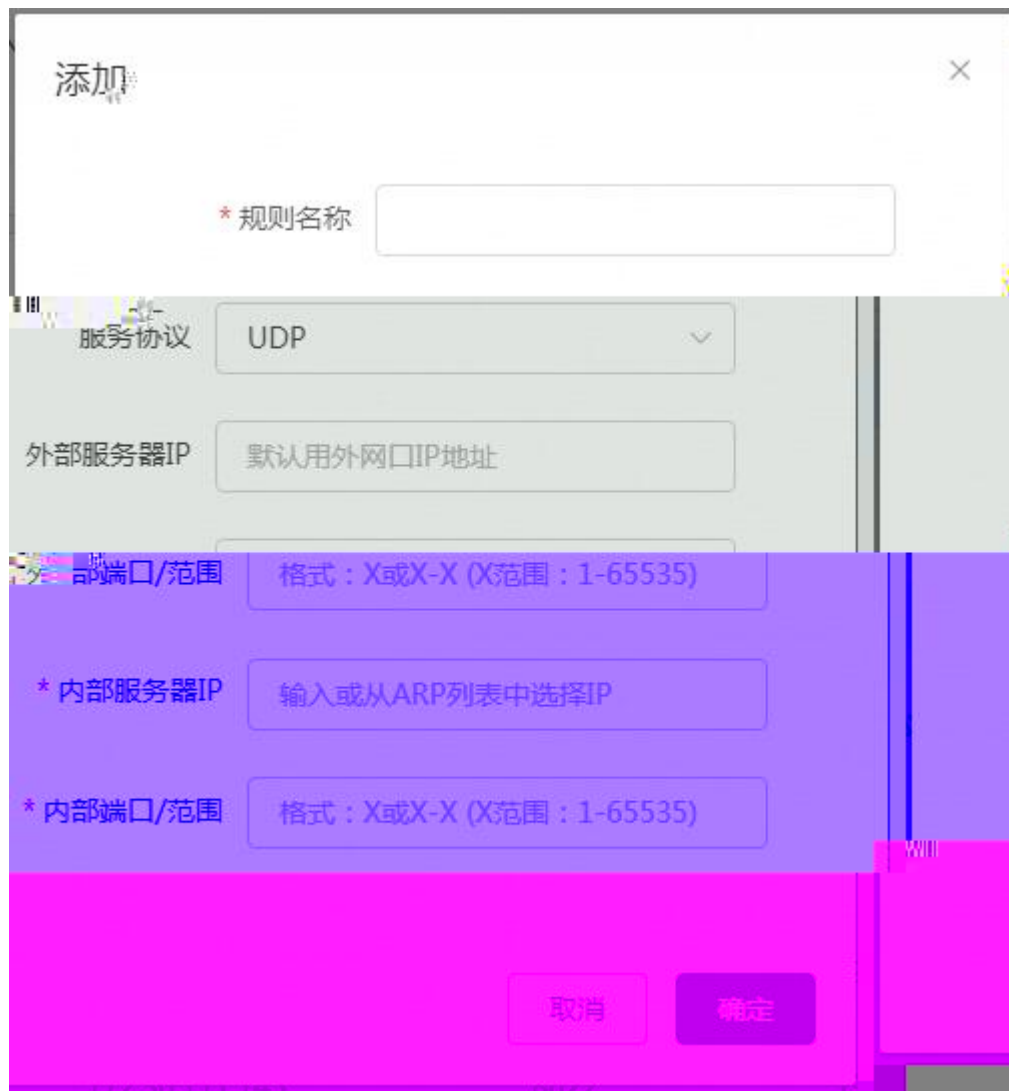 添加
* 规则名称
服务协议 UDP
外部服务器IP 默认用外网口IP地址
部端口/范围 格式：X或X-X (X范围：1-65535)
* 内部服务器IP 输入或从ARP列表中选择IP
* 内部端口/范围 格式：X或X-X (X范围：1-65535)
取消 确定